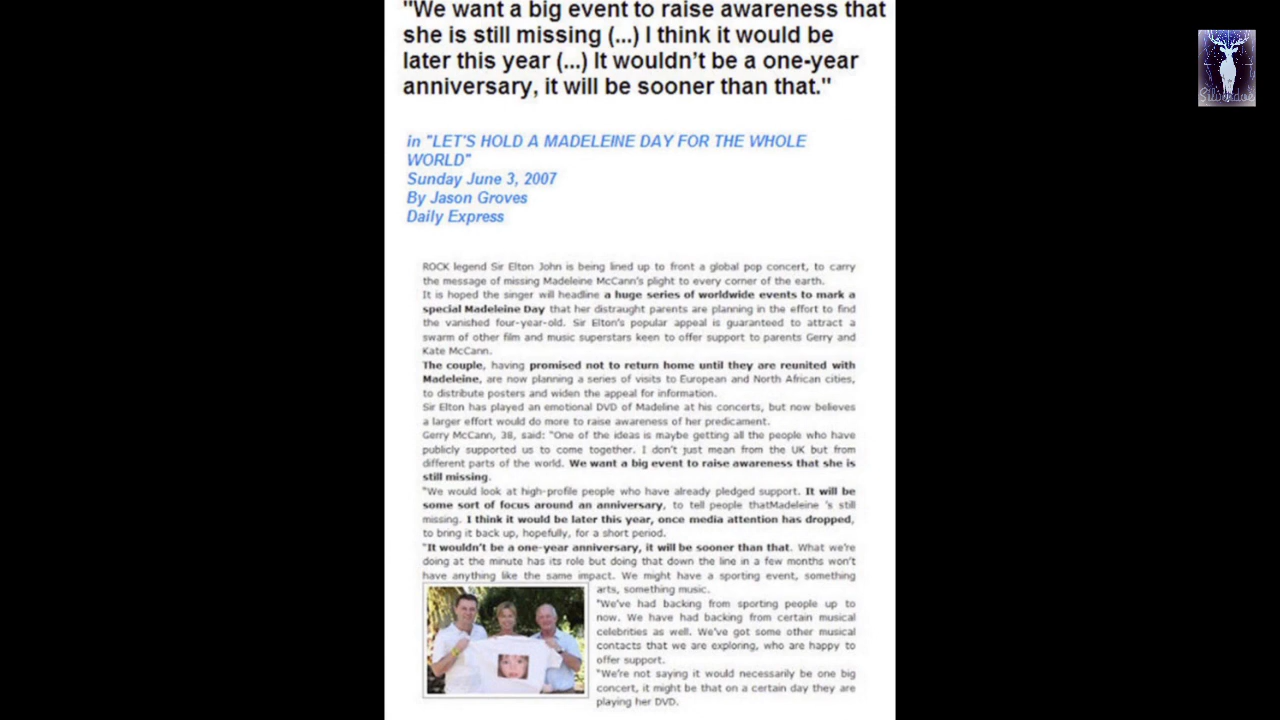 "We want a big event to raise awareness that
she is still missing (...) I think it would be
later this year (...) It wouldn't be a one-year
anniversary, it will be sooner than that."
in "LET'S HOLD A MADELEINE DAY FOR THE WHOLE
WORLD"
Sunday June 3, 2007
By Jason Groves
Daily Express
ROCK legend Sir Elton John is being lined up to front a global pop concert, to carry
the message of missing Madeleine McCann's plight to every corner of the earth.
It is hoped the singer will headline a huge series of worldwide events to mark a
special Madeleine Day that her distraught parents are planning in the effort to find
the vanished four-year-old. Sir Elton's popular appeal is guaranteed to attract a
swarm of other film and music superstars keen to offer support to parents Gerry and
Kate McCann.
The couple, having promised not to return home until they are reunited with
Madeleine, are now planning a series of visits to European and North African cities,
to distribute posters and widen the appeal for information.
Sir Elton has played an emotional DVD of Madeline at his concerts, but now believes
a larger effort would do more to raise awareness of her predicament.
Gerry McCann, 38, said: "One of the ideas is maybe getting all the people who have
publicly supported us to come together. I don't just mean from the UK but from
different parts of the world. We want a big event to raise awareness that she is
still missing.
"We would look at high-profile people who have already pledged support. It will be
some sort of focus around an anniversary, to tell people thatMadeleine 's still
missing. I think it would be later this year, once media attention has dropped,
to bring it back up, hopefully, for a short period.
"It wouldn't be a one-year anniversary, it will be sooner than that. What we're
doing at the minute has its role but doing that down the line in a few months won't
have anything like the same impact. We might have a sporting event, something
arts, something music.
"We've had backing from sporting people up to
now. We have had backing from certain musical
celebrities as well. We've got some other musical
contacts that we are exploring, who are happy to
offer support.
"We're not saying it would necessarily be one big
concert, it might be that on a certain day they are
playing her DVD.
Silverdoe